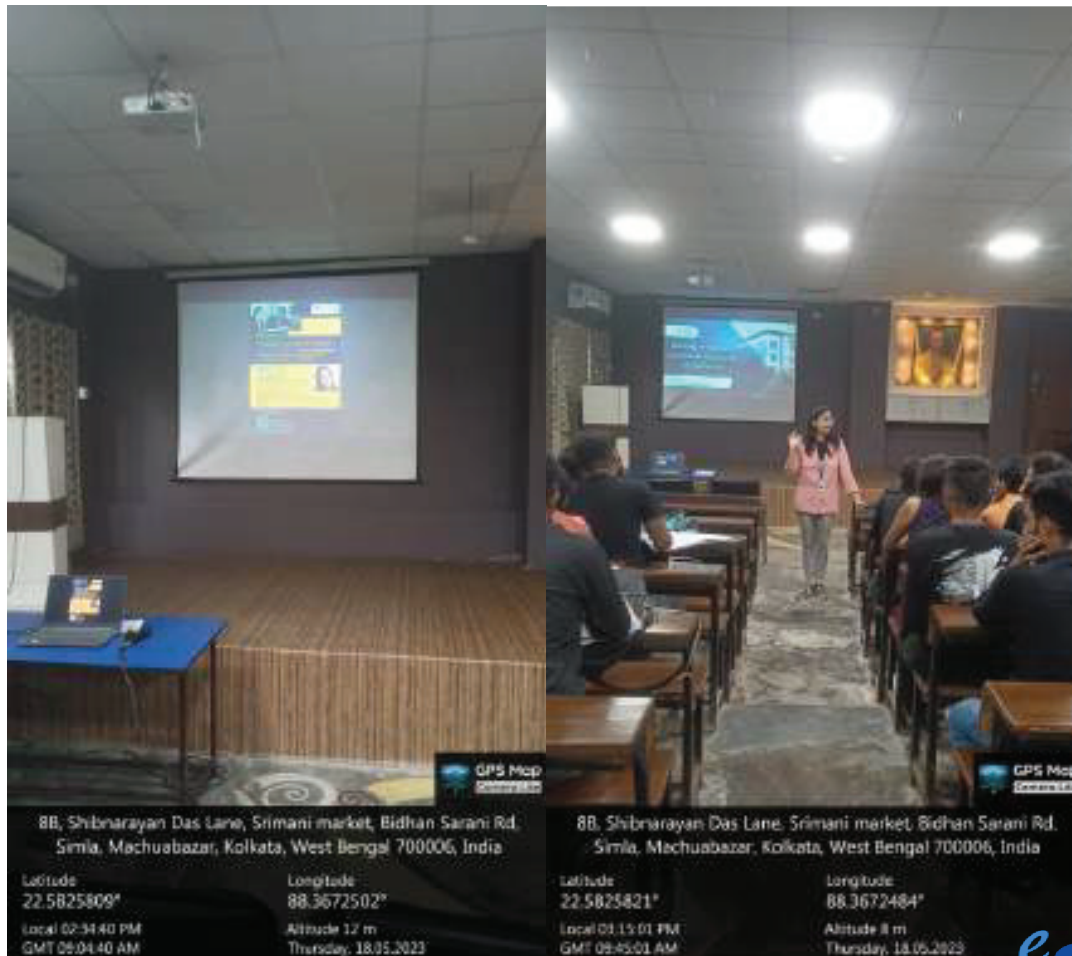 GPS Map
Camera Lite
8B, Shibnarayan Das Lane, Srimani market, Bidhan Sarani Rd,
Simla, Machuabazar, Kolkata, West Bengal 700006, India
Latitude
22.5825809°
Longitude
88.3672502°
Local 02:34:40 PM
GMT 09:04:40 AM
Altitude 12 m
Thursday, 18.05.2023
GPS Map
Camera Lite
8B, Shibnarayan Das Lane, Srimani market, Bidhan Sarani Rd,
Simla, Machuabazar, Kolkata, West Bengal 700006, India
Latitude
22.5825821°
Longitude
88.3672484°
Local 03:15:01 PM
GMT 09:45:01 AM
Altitude 8 m
Thursday, 18.05.2023